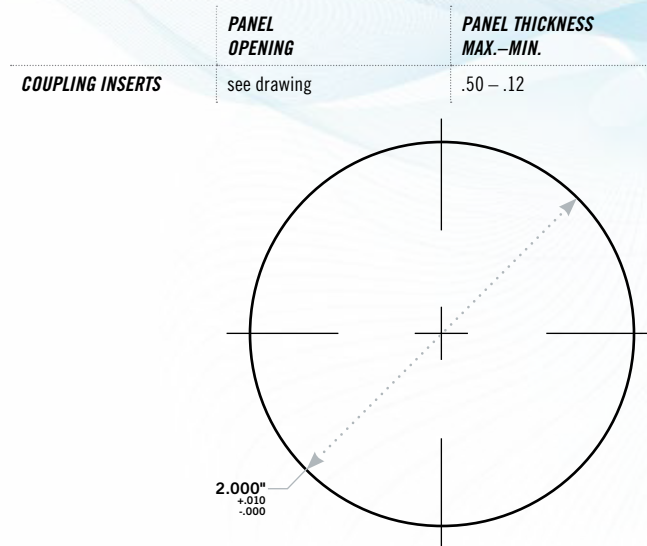 PANEL OPENING
PANEL THICKNESS MAX.–MIN.
COUPLING INSERTS see drawing .50 – .12
2.000"
+.010
-.000